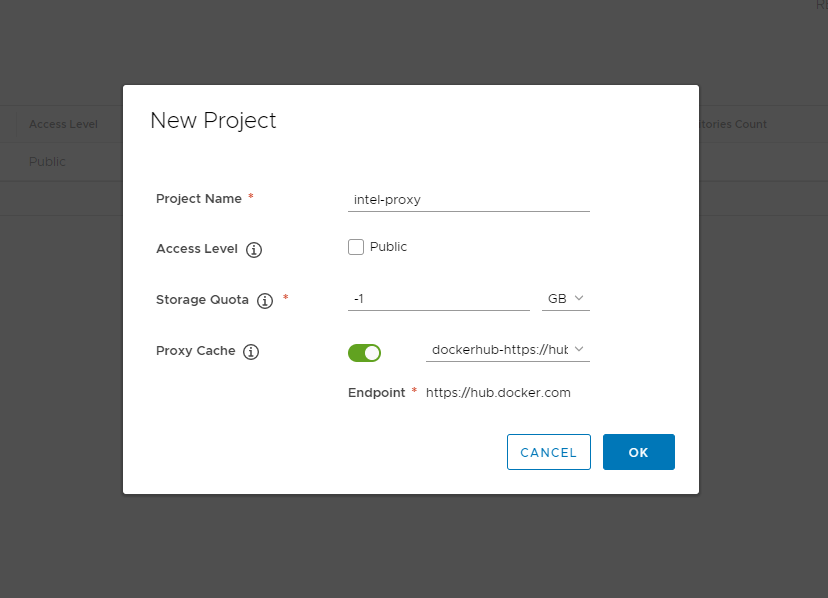 New Project
Access Level
Public
tories Count
Project Name *
intel-proxy
Access Level
Public
Storage Quota *
-1
GB
Proxy Cache
dockerhub-https://hub
Endpoint * https://hub.docker.com
CANCEL
OK